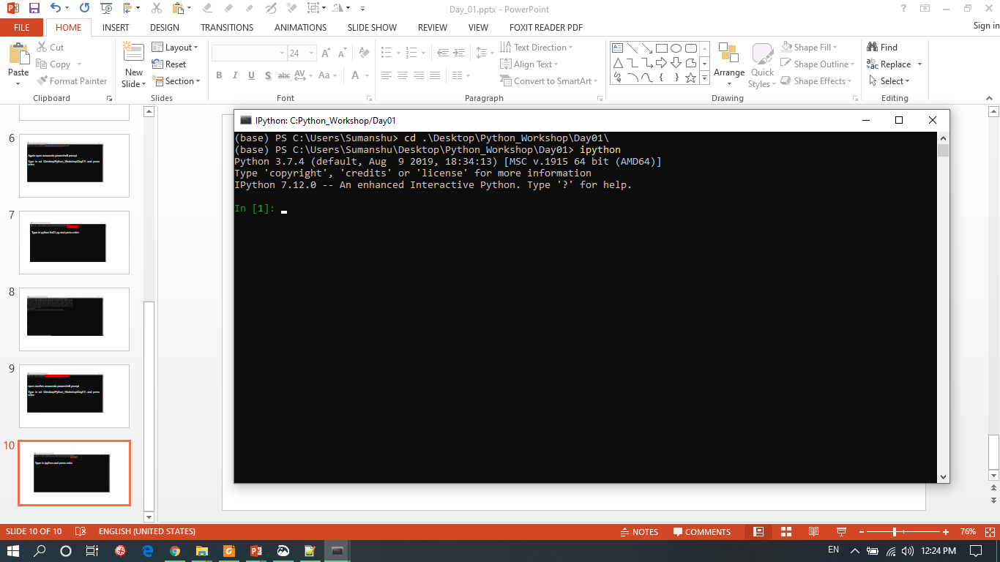 Day_01.pptx - PowerPoint
FILE HOME INSERT DESIGN TRANSITIONS ANIMATIONS SLIDE SHOW REVIEW VIEW FOXIT READER PDF Sign in
Paste
Cut
Copy
Format Painter
Clipboard
New Slide
Layout
Reset
Section
Slides
24
B I U S abc AV Aa A
Font
Text Direction
Align Text
Convert to SmartArt
Paragraph
Arrange
Quick Styles
Shape Fill
Shape Outline
Shape Effects
Drawing
Find
Replace
Select
Editing
6
Again open anaconda powershell prompt
Type in cd .\Desktop\Python_Workshop\Day01\ and press enter
7
Type in python Ex01.py and press enter
8
9
open another anaconda powershell prompt
Type in cd .\Desktop\Python_Workshop\Day01\ and press enter
10
Type in ipython and press enter
IPython: C:Python_Workshop/Day01
(base) PS C:\Users\Sumanshu> cd .\Desktop\Python_Workshop\Day01\
(base) PS C:\Users\Sumanshu\Desktop\Python_Workshop\Day01> ipython
Python 3.7.4 (default, Aug  9 2019, 18:34:13) [MSC v.1915 64 bit (AMD64)]
Type 'copyright', 'credits' or 'license' for more information
IPython 7.12.0 -- An enhanced Interactive Python. Type '?' for help.
In [1]:
SLIDE 10 OF 10 ENGLISH (UNITED STATES) NOTES COMMENTS 76%
EN 12:24 PM